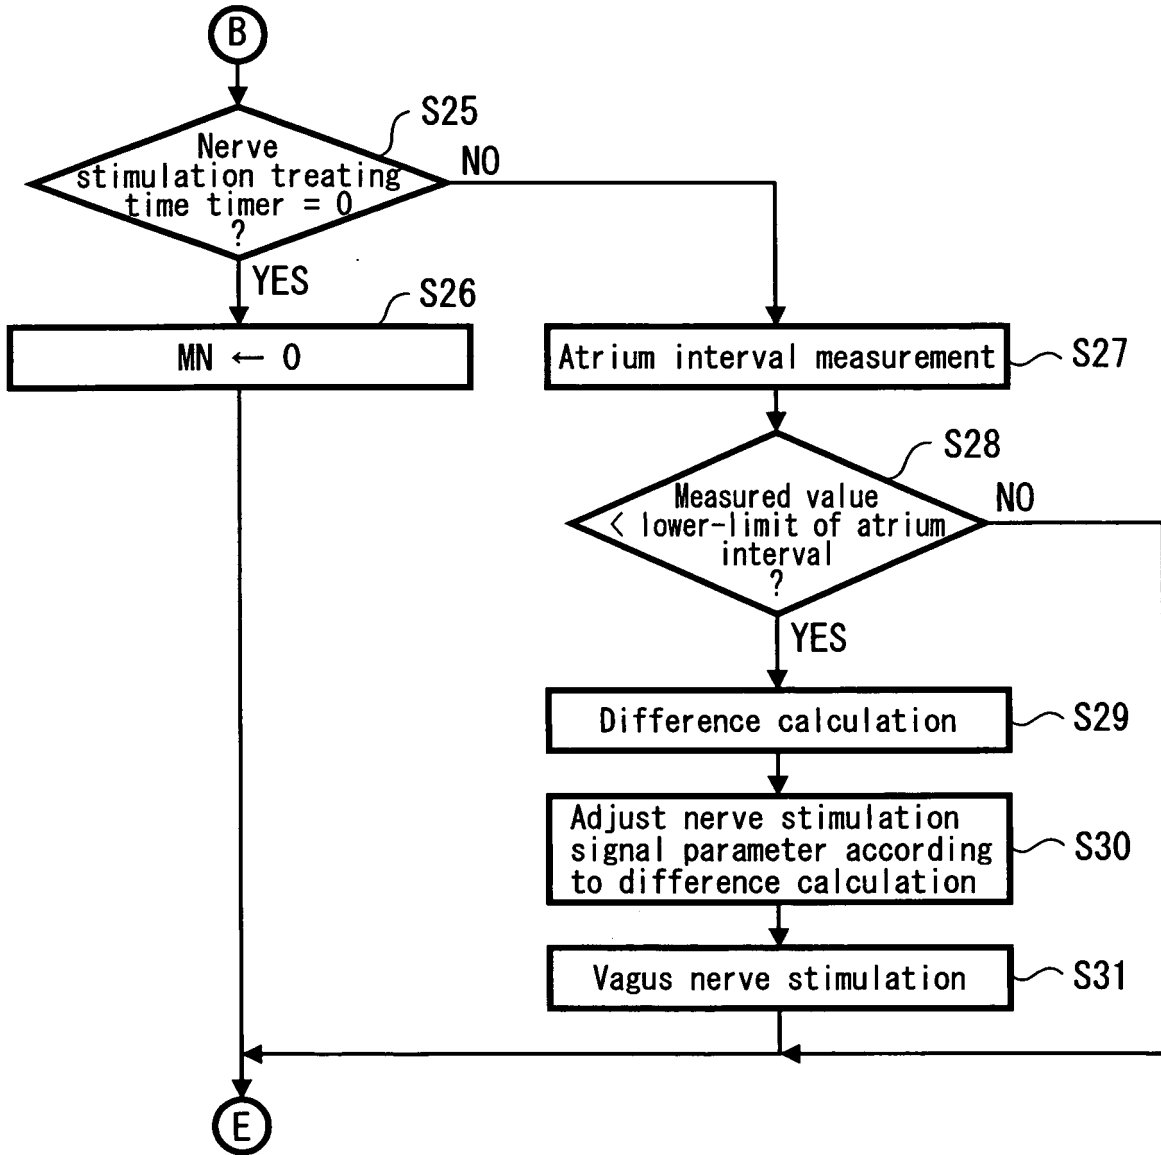 B
S25
Nerve
stimulation treating
time timer = 0
?
NO
YES
S26
MN ← 0
Atrium interval measurement
S27
S28
Measured value
< lower-limit of atrium
interval
?
NO
YES
Difference calculation
S29
Adjust nerve stimulation
signal parameter according
to difference calculation
S30
Vagus nerve stimulation
S31
E